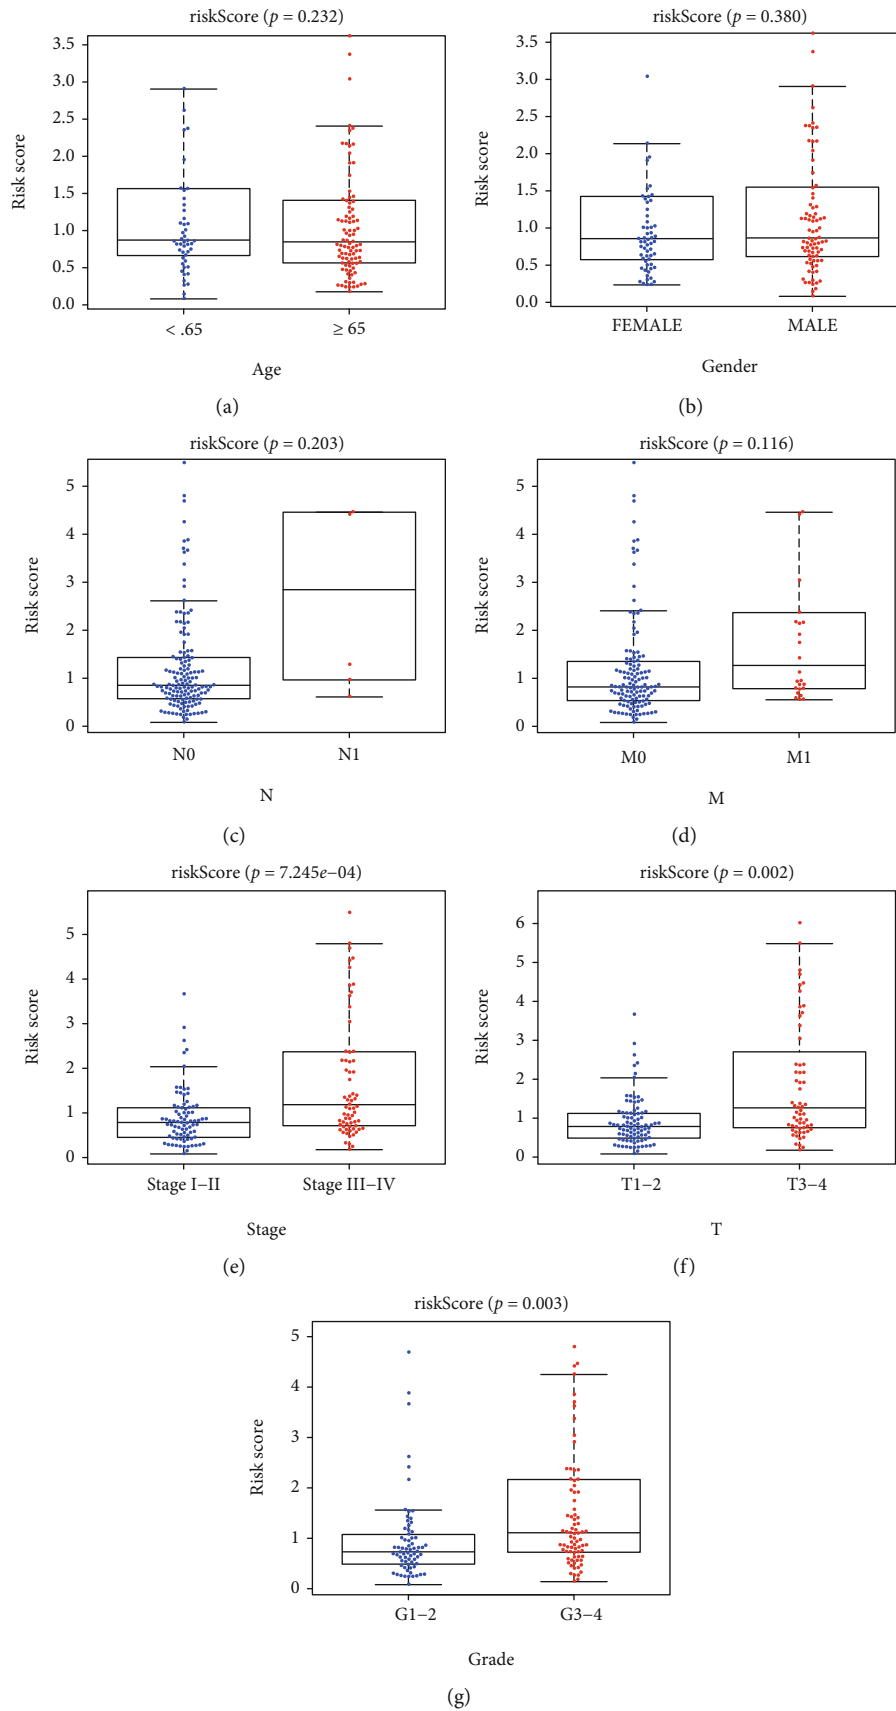 riskScore (p = 0.232)
Risk score
3.5
3.0
2.5
2.0
1.5
1.0
0.5
0.0
< .65
≥ 65
Age
(a)
riskScore (p = 0.380)
Risk score
3.5
3.0
2.5
2.0
1.5
1.0
0.5
0.0
FEMALE
MALE
Gender
(b)
riskScore (p = 0.203)
Risk score
5
4
3
2
1
0
N0
N1
N
(c)
riskScore (p = 0.116)
Risk score
5
4
3
2
1
0
M0
M1
M
(d)
riskScore (p = 7.245e−04)
Risk score
5
4
3
2
1
0
Stage I−II
Stage III−IV
Stage
(e)
riskScore (p = 0.002)
Risk score
6
5
4
3
2
1
0
T1−2
T3−4
T
(f)
riskScore (p = 0.003)
Risk score
5
4
3
2
1
0
G1−2
G3−4
Grade
(g)